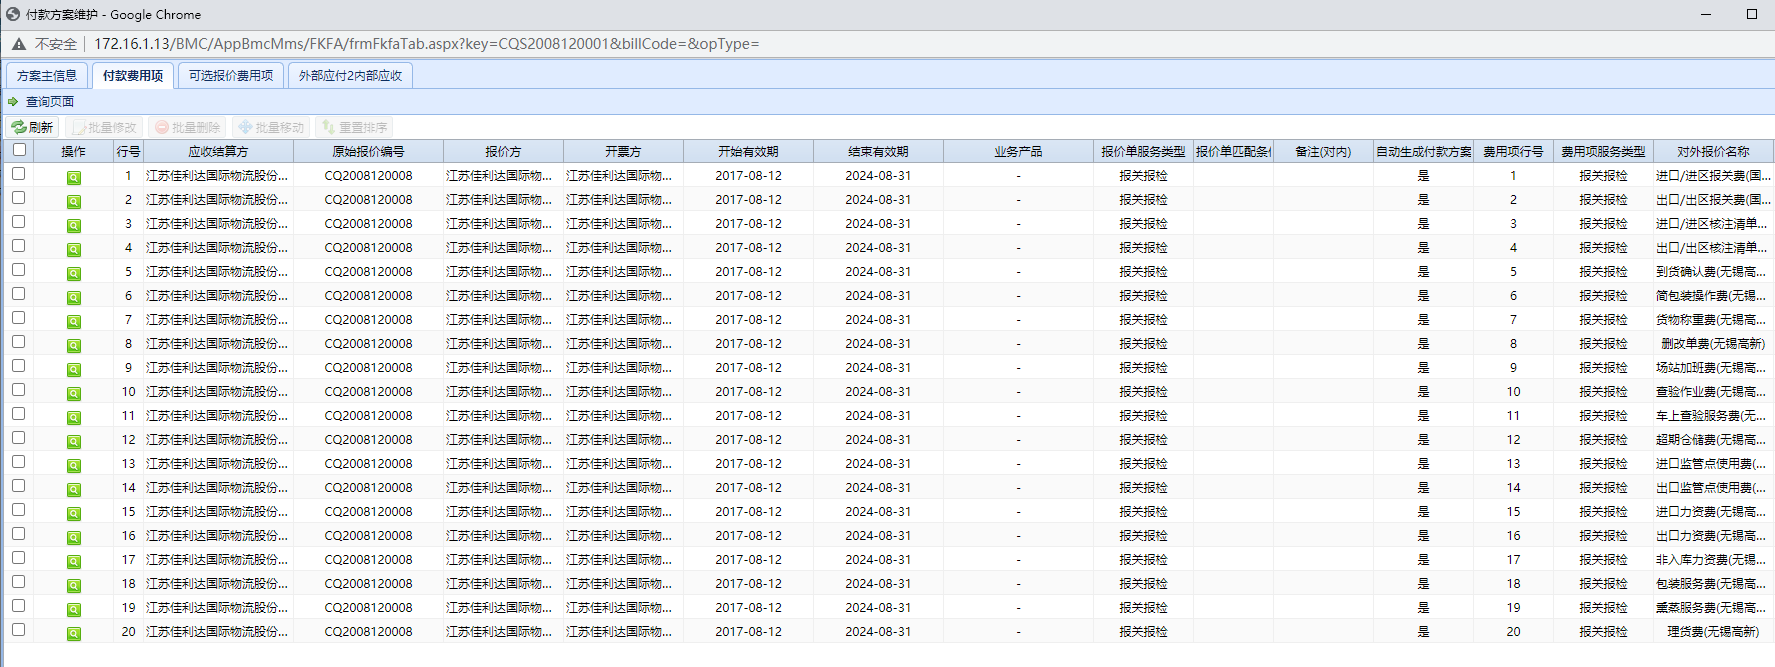 付款方案维护 - Google Chrome
不安全 172.16.1.13/BMC/AppBmcMms/FKFA/frmFkfaTab.aspx?key=CQS2008120001&billCode=&opType=
方案主信息 付款费用项 可选报价费用项 外部应付2内部应收
查询页面
刷新 批量修改 批量删除 批量移动 重置排序
操作 行号 应收结算方 原始报价编号 报价方 开票方 开始有效期 结束有效期 业务产品 报价单服务类型 报价单匹配条 备注(对内) 自动生成付款方案 费用项行号 费用项服务类型 对外报价名称
1 江苏佳利达国际物流股份... CQ2008120008 江苏佳利达国际物... 江苏佳利达国际物... 2017-08-12 2024-08-31 - 报关报检 是 1 报关报检 进口/进区报关费(国...
2 江苏佳利达国际物流股份... CQ2008120008 江苏佳利达国际物... 江苏佳利达国际物... 2017-08-12 2024-08-31 - 报关报检 是 2 报关报检 出口/出区报关费(国...
3 江苏佳利达国际物流股份... CQ2008120008 江苏佳利达国际物... 江苏佳利达国际物... 2017-08-12 2024-08-31 - 报关报检 是 3 报关报检 进口/进区核注清单...
4 江苏佳利达国际物流股份... CQ2008120008 江苏佳利达国际物... 江苏佳利达国际物... 2017-08-12 2024-08-31 - 报关报检 是 4 报关报检 出口/出区核注清单...
5 江苏佳利达国际物流股份... CQ2008120008 江苏佳利达国际物... 江苏佳利达国际物... 2017-08-12 2024-08-31 - 报关报检 是 5 报关报检 到货确认费(无锡高...
6 江苏佳利达国际物流股份... CQ2008120008 江苏佳利达国际物... 江苏佳利达国际物... 2017-08-12 2024-08-31 - 报关报检 是 6 报关报检 简包装操作费(无锡...
7 江苏佳利达国际物流股份... CQ2008120008 江苏佳利达国际物... 江苏佳利达国际物... 2017-08-12 2024-08-31 - 报关报检 是 7 报关报检 货物称重费(无锡高...
8 江苏佳利达国际物流股份... CQ2008120008 江苏佳利达国际物... 江苏佳利达国际物... 2017-08-12 2024-08-31 - 报关报检 是 8 报关报检 删改单费(无锡高新)
9 江苏佳利达国际物流股份... CQ2008120008 江苏佳利达国际物... 江苏佳利达国际物... 2017-08-12 2024-08-31 - 报关报检 是 9 报关报检 场站加班费(无锡高...
10 江苏佳利达国际物流股份... CQ2008120008 江苏佳利达国际物... 江苏佳利达国际物... 2017-08-12 2024-08-31 - 报关报检 是 10 报关报检 查验作业费(无锡高...
11 江苏佳利达国际物流股份... CQ2008120008 江苏佳利达国际物... 江苏佳利达国际物... 2017-08-12 2024-08-31 - 报关报检 是 11 报关报检 车上查验服务费(无...
12 江苏佳利达国际物流股份... CQ2008120008 江苏佳利达国际物... 江苏佳利达国际物... 2017-08-12 2024-08-31 - 报关报检 是 12 报关报检 超期仓储费(无锡高...
13 江苏佳利达国际物流股份... CQ2008120008 江苏佳利达国际物... 江苏佳利达国际物... 2017-08-12 2024-08-31 - 报关报检 是 13 报关报检 进口监管点使用费(...
14 江苏佳利达国际物流股份... CQ2008120008 江苏佳利达国际物... 江苏佳利达国际物... 2017-08-12 2024-08-31 - 报关报检 是 14 报关报检 出口监管点使用费(...
15 江苏佳利达国际物流股份... CQ2008120008 江苏佳利达国际物... 江苏佳利达国际物... 2017-08-12 2024-08-31 - 报关报检 是 15 报关报检 进口力资费(无锡高...
16 江苏佳利达国际物流股份... CQ2008120008 江苏佳利达国际物... 江苏佳利达国际物... 2017-08-12 2024-08-31 - 报关报检 是 16 报关报检 出口力资费(无锡高...
17 江苏佳利达国际物流股份... CQ2008120008 江苏佳利达国际物... 江苏佳利达国际物... 2017-08-12 2024-08-31 - 报关报检 是 17 报关报检 非入库力资费(无锡...
18 江苏佳利达国际物流股份... CQ2008120008 江苏佳利达国际物... 江苏佳利达国际物... 2017-08-12 2024-08-31 - 报关报检 是 18 报关报检 包装服务费(无锡高...
19 江苏佳利达国际物流股份... CQ2008120008 江苏佳利达国际物... 江苏佳利达国际物... 2017-08-12 2024-08-31 - 报关报检 是 19 报关报检 熏蒸服务费(无锡高...
20 江苏佳利达国际物流股份... CQ2008120008 江苏佳利达国际物... 江苏佳利达国际物... 2017-08-12 2024-08-31 - 报关报检 是 20 报关报检 理货费(无锡高新)